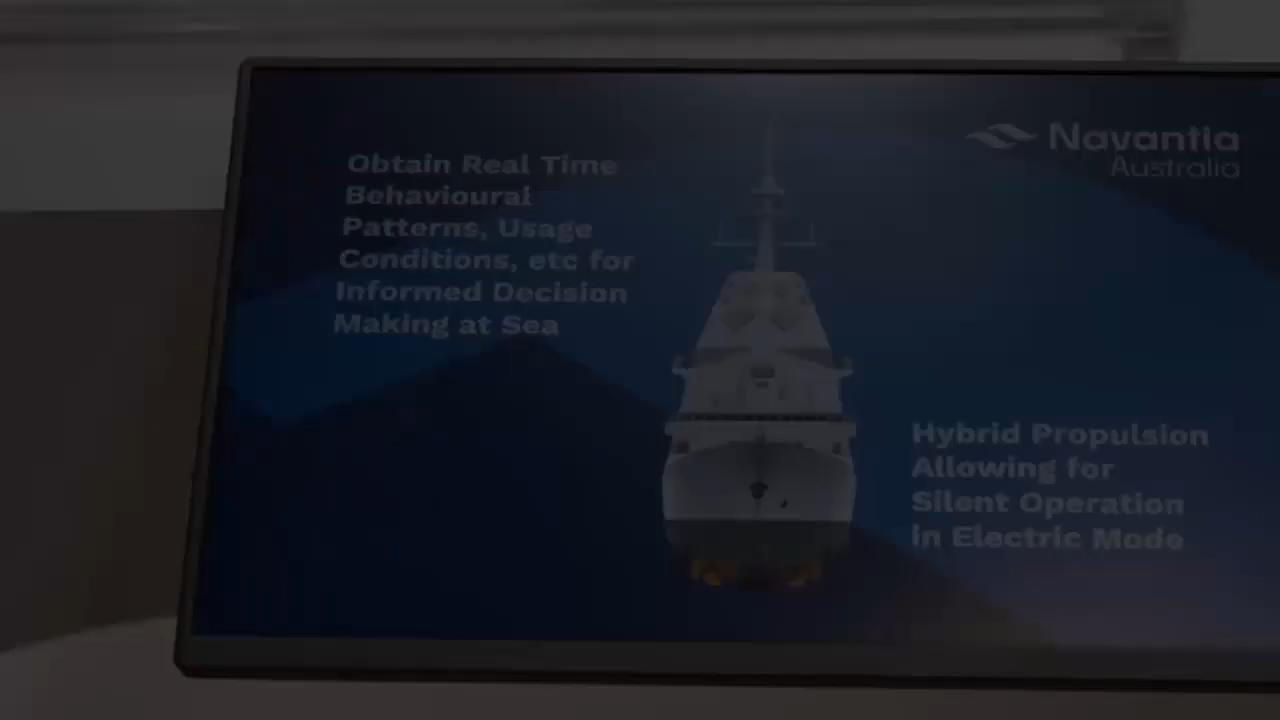 Obtain Real Time
Behavioural
Patterns, Usage
Conditions, etc for
Informed Decision
Making at Sea
Navantia
Australia
Hybrid Propulsion
Allowing for
Silent Operation
in Electric Mode